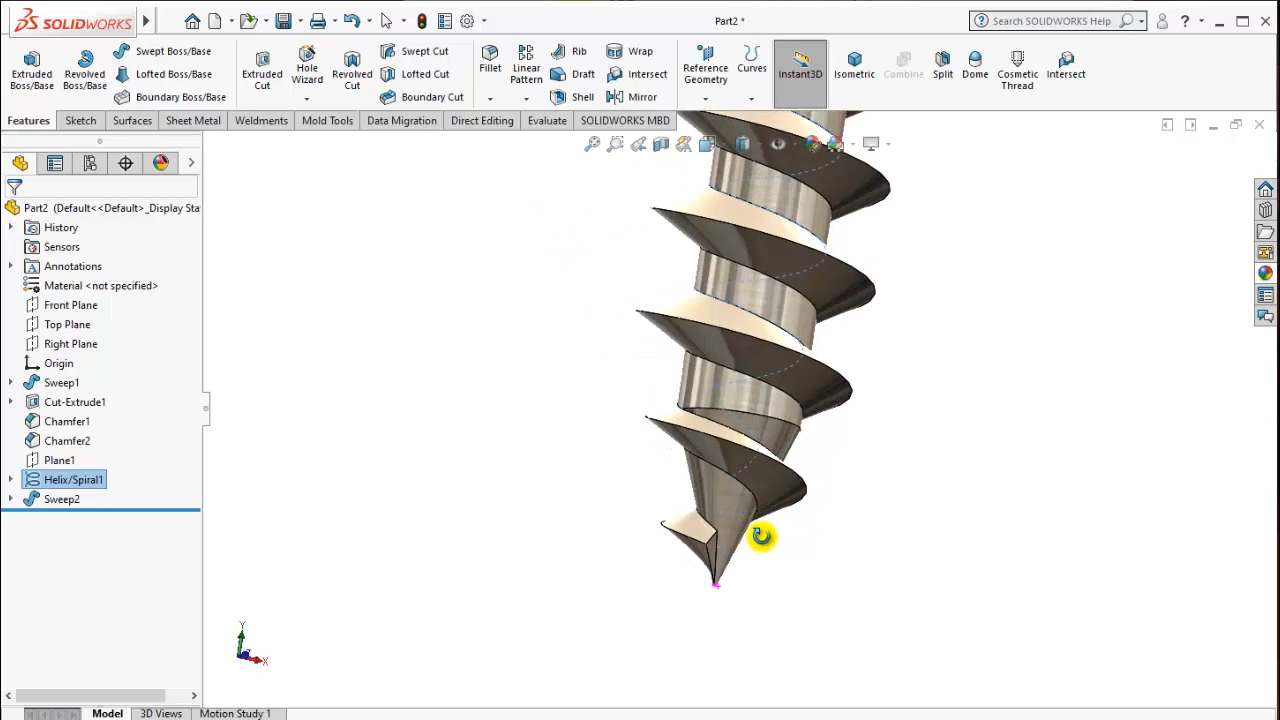 SOLIDWORKS
Part2 *
Search SOLIDWORKS Help
Extruded Boss/Base
Revolved Boss/Base
Swept Boss/Base
Lofted Boss/Base
Boundary Boss/Base
Extruded Cut
Hole Wizard
Revolved Cut
Swept Cut
Lofted Cut
Boundary Cut
Fillet
Linear Pattern
Rib
Draft
Shell
Wrap
Intersect
Mirror
Reference Geometry
Curves
Instant3D
Isometric
Combine
Split
Dome
Cosmetic Thread
Intersect
Features
Sketch
Surfaces
Sheet Metal
Weldments
Mold Tools
Data Migration
Direct Editing
Evaluate
SOLIDWORKS MBD
Part2 (Default<<Default>_Display Sta
History
Sensors
Annotations
Material <not specified>
Front Plane
Top Plane
Right Plane
Origin
Sweep1
Cut-Extrude1
Chamfer1
Chamfer2
Plane1
Helix/Spiral1
Sweep2
Y
X
Model
3D Views
Motion Study 1